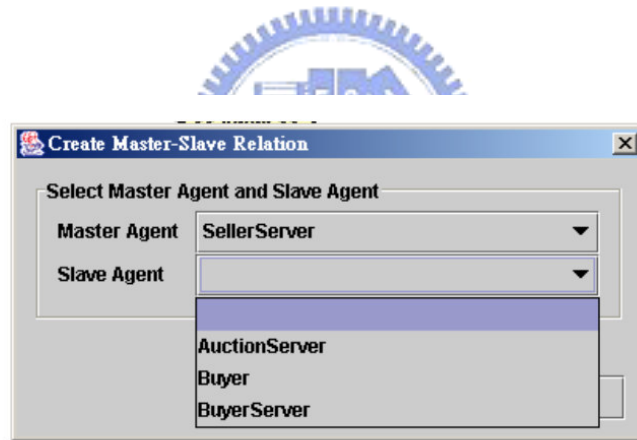 Create Master-Slave Relation
Select Master Agent and Slave Agent
Master Agent SellerServer
Slave Agent
AuctionServer
Buyer
BuyerServer